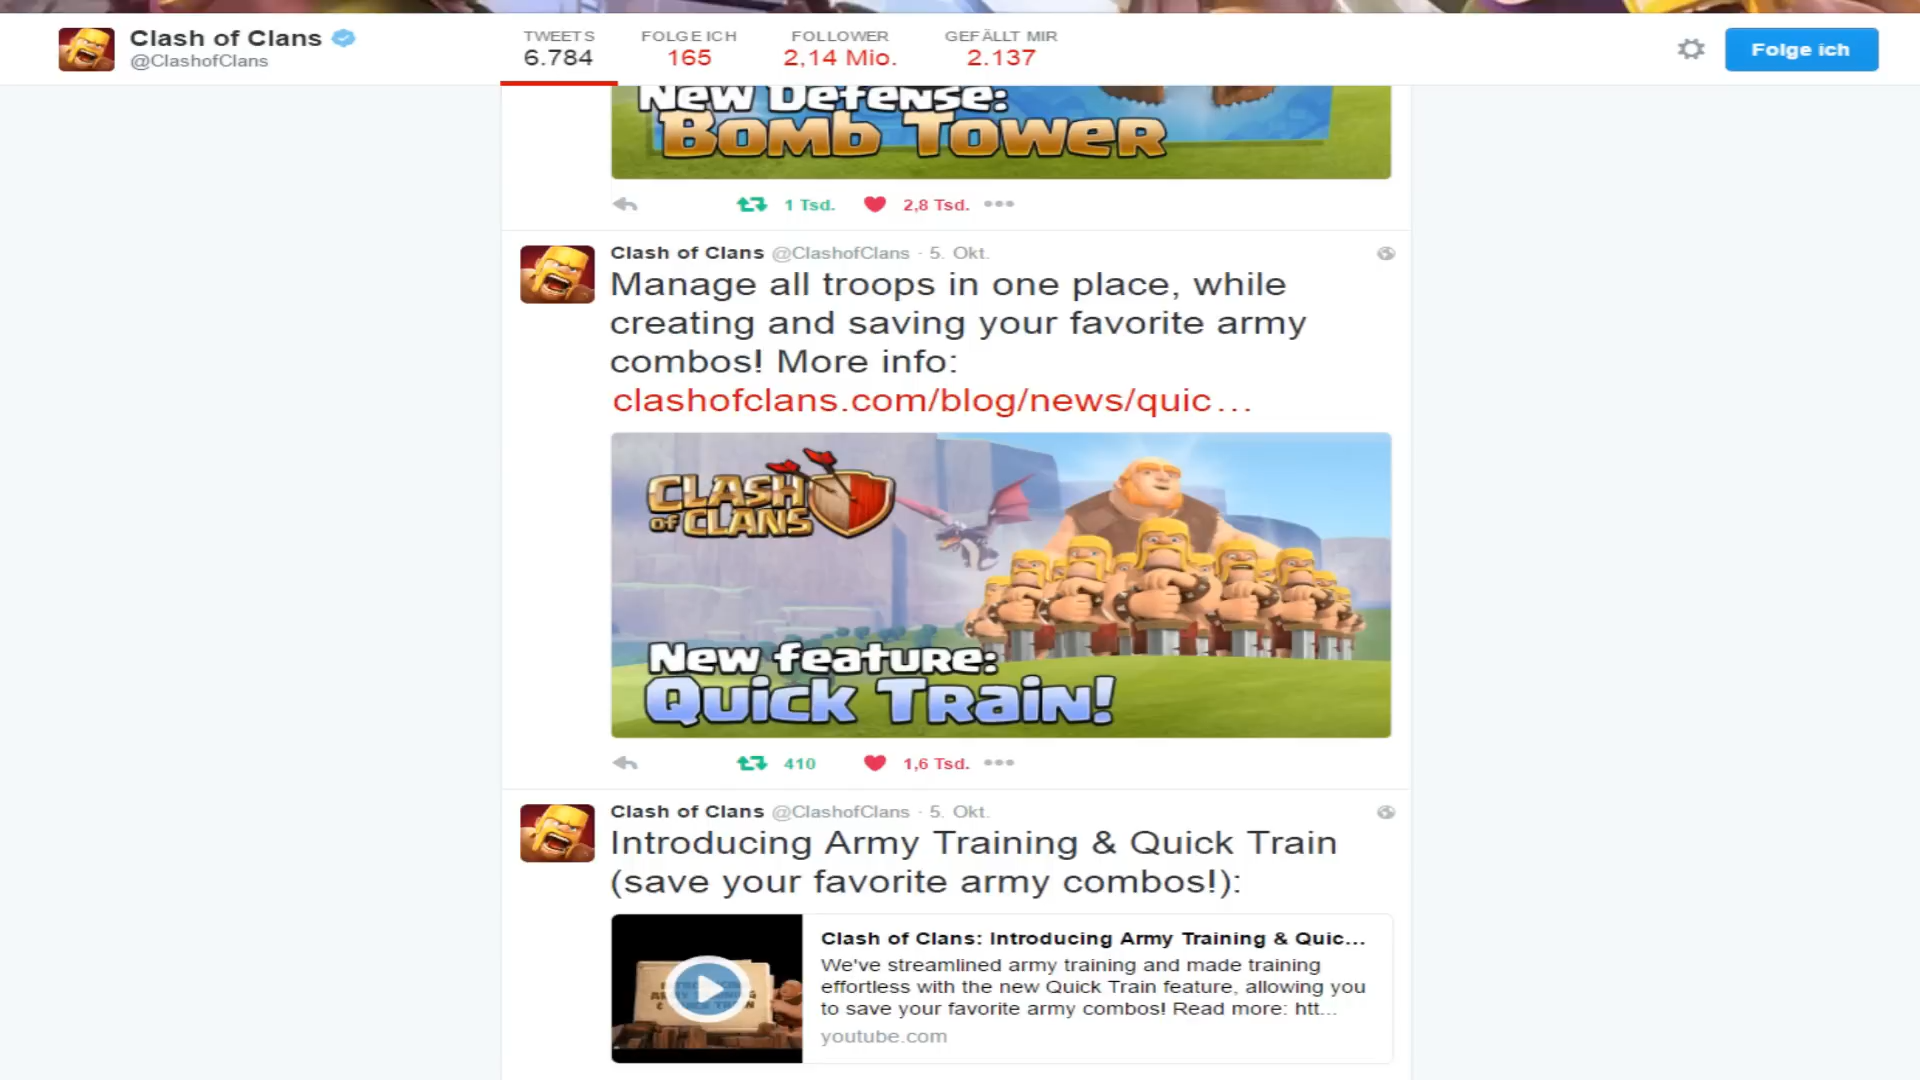 Clash of Clans
@ClashofClans
TWEETS
6.784
FOLGE ICH
165
FOLLOWER
2,14 Mio.
GEFÄLLT MIR
2.137
Folge ich
New Defense:
Bomb Tower
1 Tsd.
2,8 Tsd.
Clash of Clans @ClashofClans · 5. Okt.
Manage all troops in one place, while
creating and saving your favorite army
combos! More info:
clashofclans.com/blog/news/quic…
CLASH
OF CLANS
New feature:
Quick Train!
410
1,6 Tsd.
Clash of Clans @ClashofClans · 5. Okt.
Introducing Army Training & Quick Train
(save your favorite army combos!):
Clash of Clans: Introducing Army Training & Quic...
We've streamlined army training and made training
effortless with the new Quick Train feature, allowing you
to save your favorite army combos! Read more: htt...
youtube.com